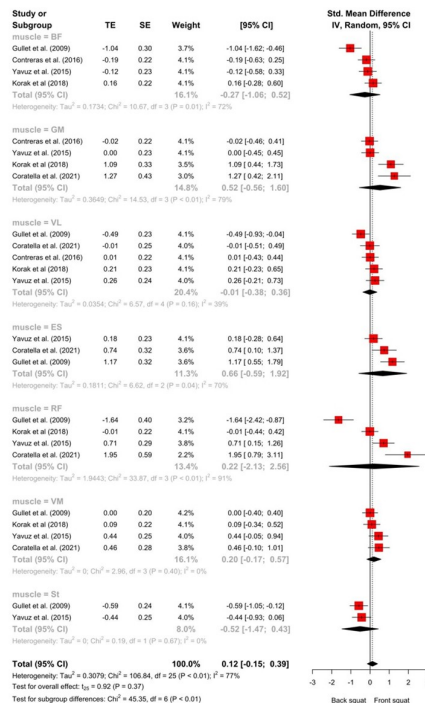 Study or Subgroup TE SE Weight [95% CI] Std. Mean Difference IV, Random, 95% CI
muscle = BF
Gullet et al. (2009) -1.04 0.30 3.7% -1.04 [-1.62; -0.46]
Contreras et al. (2016) -0.19 0.22 4.1% -0.19 [-0.63; 0.25]
Yavuz et al. (2015) -0.12 0.23 4.1% -0.12 [-0.58; 0.33]
Korak et al (2018) 0.16 0.22 4.1% 0.16 [-0.28; 0.60]
Total (95% CI) 16.1% -0.27 [-1.06; 0.52]
Heterogeneity: Tau² = 0.1734; Chi² = 10.67, df = 3 (P = 0.01); I² = 72%
muscle = GM
Contreras et al. (2016) -0.02 0.22 4.1% -0.02 [-0.46; 0.41]
Yavuz et al. (2015) 0.00 0.23 4.1% 0.00 [-0.45; 0.45]
Korak et al (2018) 1.09 0.33 4.1% 1.09 [0.44; 1.73]
Coratella et al. (2021) 1.27 0.43 4.1% 1.27 [0.42; 2.11]
Total (95% CI) 14.8% 0.52 [-0.56; 1.60]
Heterogeneity: Tau² = 0.3649; Chi² = 14.53, df = 3 (P < 0.01); I² = 79%
muscle = VL
Gullet et al. (2009) -0.49 0.23 4.1% -0.49 [-0.93; -0.04]
Coratella et al. (2021) -0.01 0.25 4.1% -0.01 [-0.51; 0.49]
Contreras et al. (2016) 0.01 0.22 4.1% 0.01 [-0.43; 0.44]
Korak et al. (2018) 0.21 0.23 4.1% 0.21 [-0.23; 0.65]
Yavuz et al. (2015) 0.26 0.24 4.1% 0.26 [-0.21; 0.73]
Total (95% CI) 20.4% -0.01 [-0.38; 0.36]
Heterogeneity: Tau² = 0.0354; Chi² = 6.57, df = 4 (P = 0.16); I² = 39%
muscle = ES
Yavuz et al. (2015) 0.18 0.23 4.1% 0.18 [-0.28; 0.64]
Coratella et al. (2021) 0.74 0.32 4.1% 0.74 [0.10; 1.37]
Gullet et al. (2009) 1.17 0.32 4.1% 1.17 [0.55; 1.79]
Total (95% CI) 11.3% 0.66 [-0.59; 1.92]
Heterogeneity: Tau² = 0.1811; Chi² = 6.62, df = 2 (P = 0.04); I² = 70%
muscle = RF
Gullet et al. (2009) -1.64 0.40 3.2% -1.64 [-2.42; -0.87]
Korak et al. (2018) -0.01 0.22 4.1% -0.01 [-0.44; 0.42]
Yavuz et al. (2015) 0.71 0.29 4.1% 0.71 [0.15; 1.26]
Coratella et al. (2021) 1.95 0.59 2.2% 1.95 [0.79; 3.11]
Total (95% CI) 13.4% 0.22 [-2.13; 2.56]
Heterogeneity: Tau² = 1.9443; Chi² = 33.87, df = 3 (P < 0.01); I² = 91%
muscle = VM
Gullet et al. (2009) 0.00 0.20 4.1% 0.00 [-0.40; 0.40]
Korak et al. (2018) 0.09 0.22 4.1% 0.09 [-0.34; 0.52]
Yavuz et al. (2015) 0.44 0.25 4.1% 0.44 [-0.05; 0.94]
Coratella et al. (2021) 0.46 0.28 4.1% 0.46 [-0.10; 1.01]
Total (95% CI) 16.1% 0.20 [-0.17; 0.57]
Heterogeneity: Tau² = 0; Chi² = 2.96, df = 3 (P = 0.40); I² = 0%
muscle = St
Gullet et al. (2009) -0.59 0.24 4.1% -0.59 [-1.05; -0.12]
Yavuz et al. (2015) -0.44 0.25 4.1% -0.44 [-0.93; 0.06]
Total (95% CI) 8.0% -0.52 [-1.47; 0.43]
Heterogeneity: Tau² = 0; Chi² = 0.19, df = 1 (P = 0.67); I² = 0%
Total (95% CI) 100.0% 0.12 [-0.15; 0.39]
Heterogeneity: Tau² = 0.3079; Chi² = 106.84, df = 25 (P < 0.01); I² = 77%
Test for overall effect: t₂₅ = 0.92 (P = 0.37)
Test for subgroup differences: Chi² = 45.35, df = 6 (P < 0.01)
-3 -2 -1 0 1 2 3
Back squat Front squat